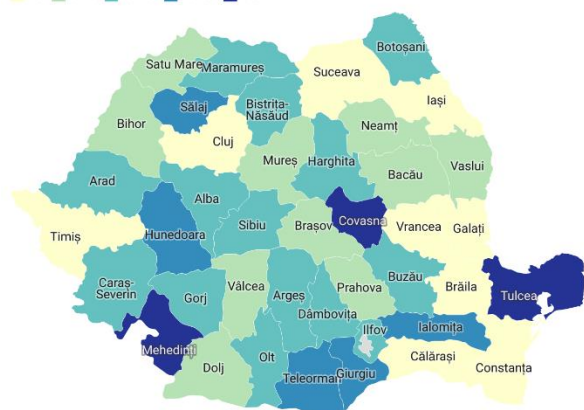 Botoșani
Satu Mare
Maramureș
Suceava
Iași
Sălaj
Bistrița-
Năsăud
Bihor
Cluj
Neamț
Mureș
Harghita
Vaslui
Bacău
Arad
Alba
Timiș
Hunedoara
Sibiu
Brașov
Covasna
Vrancea
Galați
Caraș-
Severin
Gorj
Vâlcea
Argeș
Prahova
Buzău
Brăila
Tulcea
Dâmbovița
Mehedinți
Ilfov
Ialomița
Dolj
Olt
Teleorman
Giurgiu
Călărași
Constanța